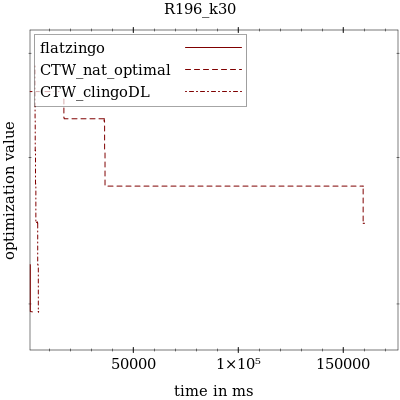 R196_k30
flatzingo
CTW_nat_optimal
CTW_clingoDL
optimization value
50000
1×10⁵
150000
time in ms